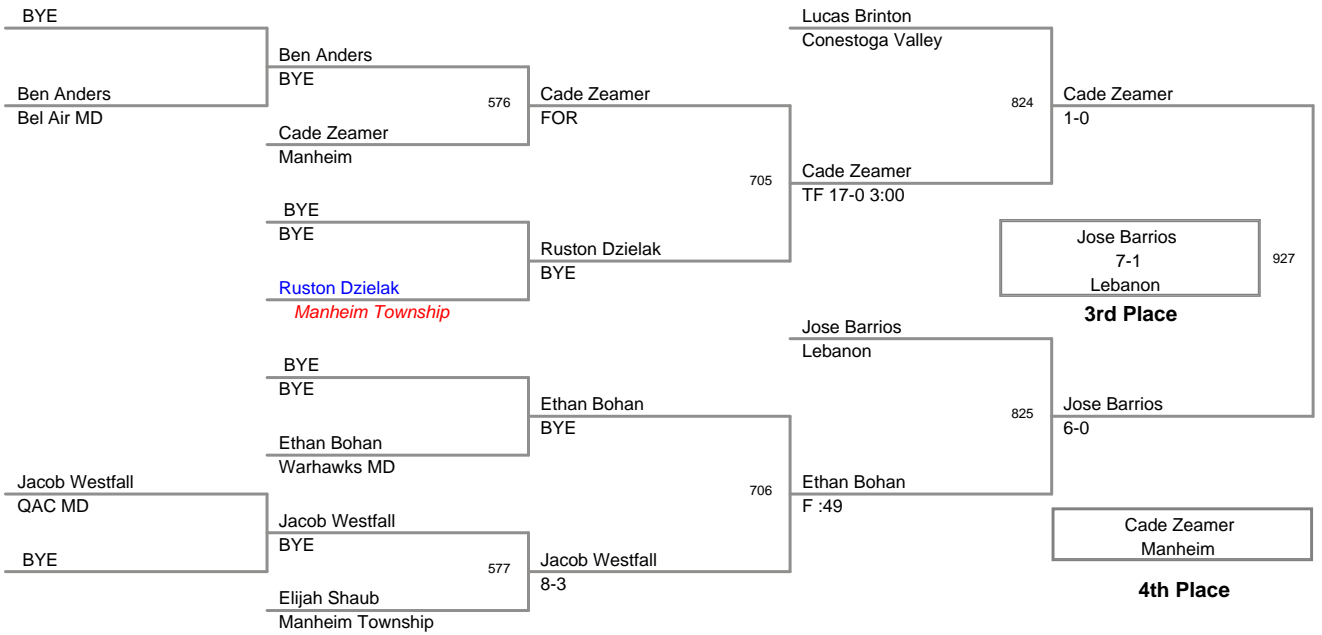 BYE
Ben Anders
Bel Air MD
Ben Anders
BYE
576
Cade Zeamer
Manheim
Cade Zeamer
FOR
BYE
BYE
Ruston Dzielak
Manheim Township
Ruston Dzielak
BYE
705
Lucas Brinton
Conestoga Valley
Cade Zeamer
TF 17-0 3:00
824
Cade Zeamer
1-0
Jose Barrios
7-1
Lebanon
927
3rd Place
BYE
BYE
Ethan Bohan
Warhawks MD
Ethan Bohan
BYE
Jacob Westfall
QAC MD
BYE
Jacob Westfall
BYE
577
Elijah Shaub
Manheim Township
Jacob Westfall
8-3
706
Jose Barrios
Lebanon
Ethan Bohan
F :49
825
Jose Barrios
6-0
Cade Zeamer
Manheim
4th Place